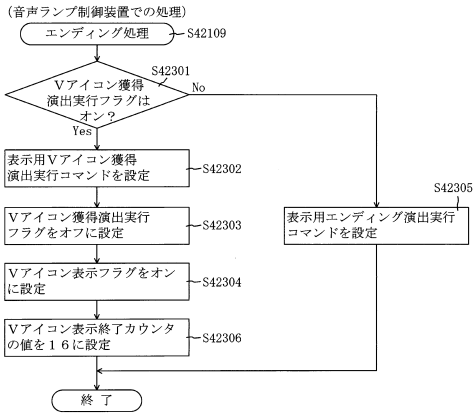 (音声ランプ制御装置での処理)
エンディング処理
S42109
S42301
Vアイコン獲得
演出実行フラグは
オン?
No
Yes
表示用Vアイコン獲得
演出実行コマンドを設定
S42302
S42305
Vアイコン獲得演出実行
フラグをオフに設定
S42303
表示用エンディング演出実行
コマンドを設定
Vアイコン表示フラグをオン
に設定
S42304
Vアイコン表示終了カウンタ
の値を16に設定
S42306
終 了